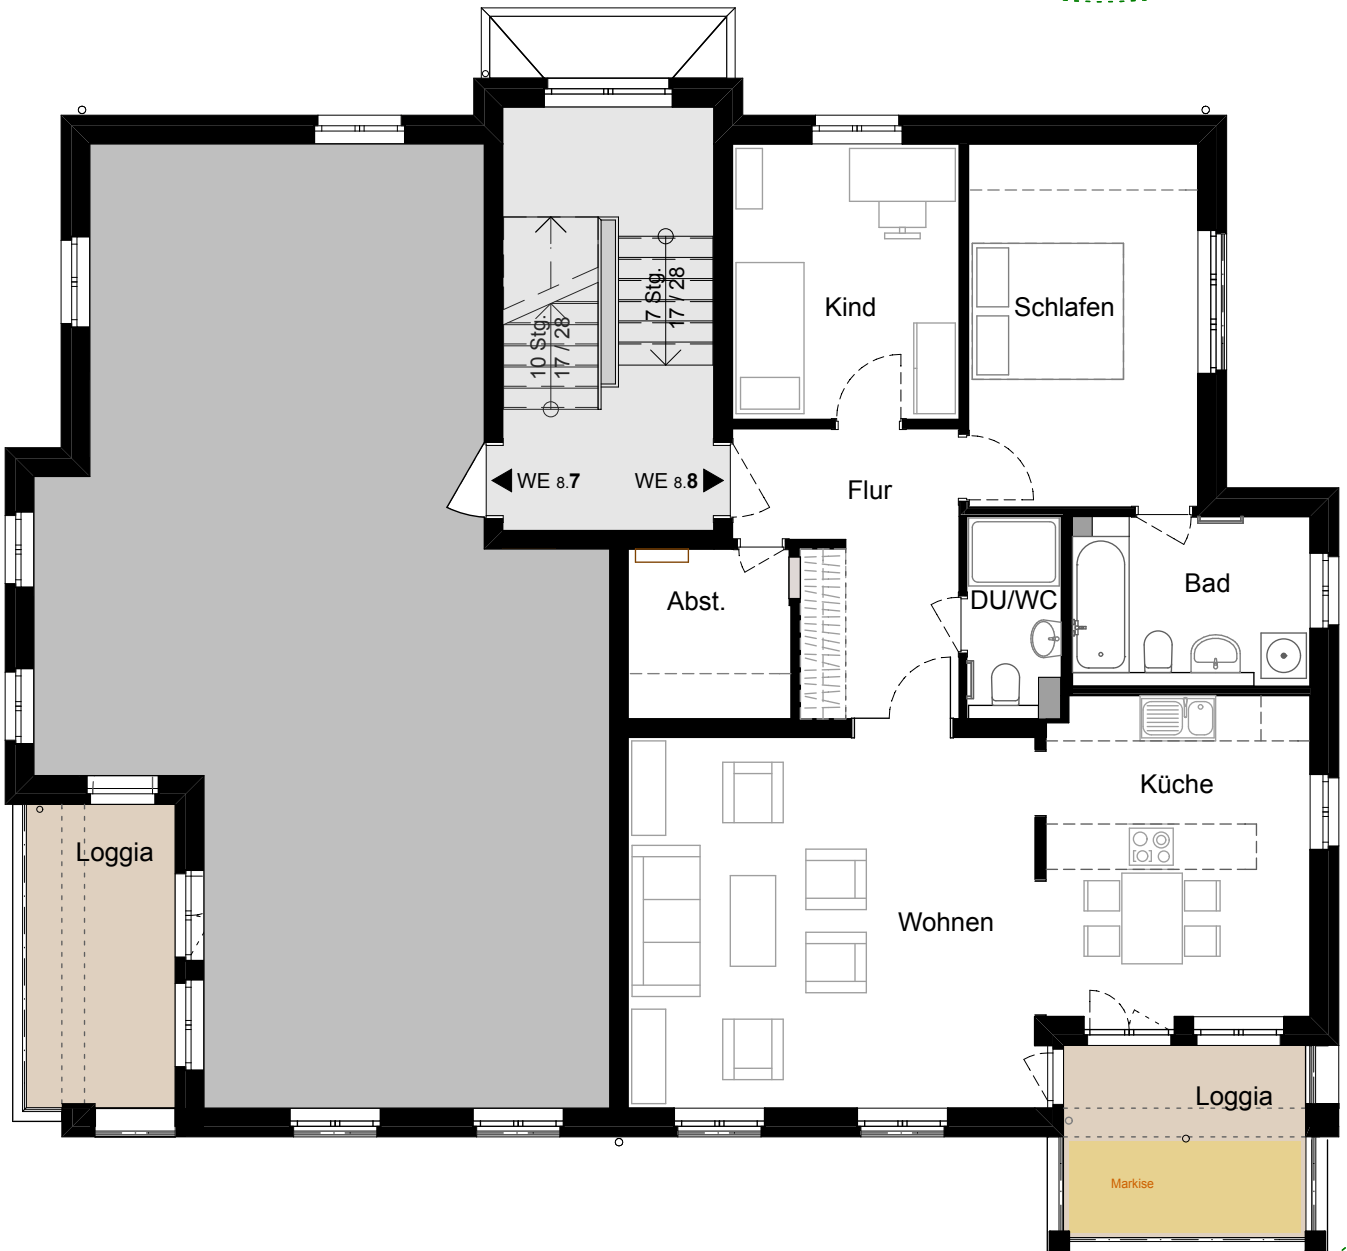 Kind
Schlafen
7 Stg.
17 / 28
10 Stg.
17 / 28
WE 8.7
WE 8.8
Flur
Abst.
DU/WC
Bad
Küche
Loggia
Wohnen
Loggia
Markise